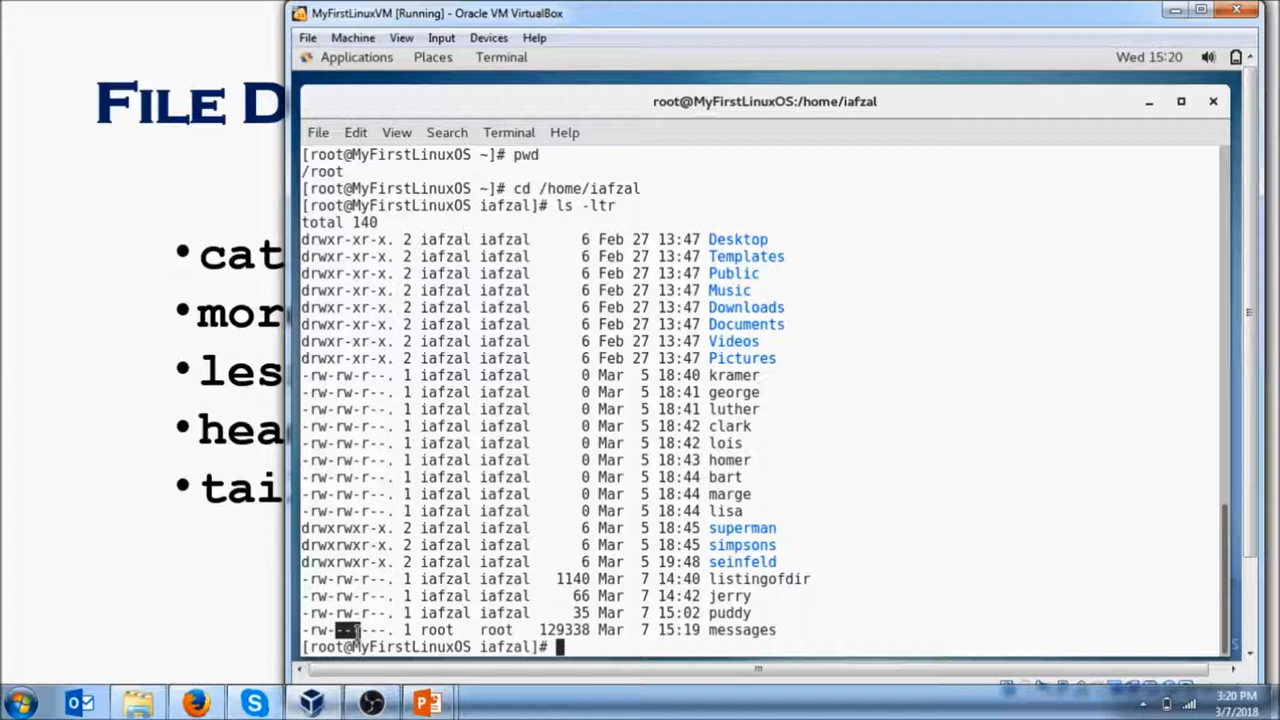 MyFirstLinuxVM [Running] - Oracle VM VirtualBox
File Machine View Input Devices Help
Applications Places Terminal Wed 15:20
FILE D
root@MyFirstLinuxOS:/home/iafzal
File Edit View Search Terminal Help
[root@MyFirstLinuxOS ~]# pwd
/root
[root@MyFirstLinuxOS ~]# cd /home/iafzal
[root@MyFirstLinuxOS iafzal]# ls -ltr
total 140
drwxr-xr-x. 2 iafzal iafzal 6 Feb 27 13:47 Desktop
drwxr-xr-x. 2 iafzal iafzal 6 Feb 27 13:47 Templates
drwxr-xr-x. 2 iafzal iafzal 6 Feb 27 13:47 Public
drwxr-xr-x. 2 iafzal iafzal 6 Feb 27 13:47 Music
drwxr-xr-x. 2 iafzal iafzal 6 Feb 27 13:47 Downloads
drwxr-xr-x. 2 iafzal iafzal 6 Feb 27 13:47 Documents
drwxr-xr-x. 2 iafzal iafzal 6 Feb 27 13:47 Videos
drwxr-xr-x. 2 iafzal iafzal 6 Feb 27 13:47 Pictures
-rw-rw-r--. 1 iafzal iafzal 0 Mar 5 18:40 kramer
-rw-rw-r--. 1 iafzal iafzal 0 Mar 5 18:41 george
-rw-rw-r--. 1 iafzal iafzal 0 Mar 5 18:41 luther
-rw-rw-r--. 1 iafzal iafzal 0 Mar 5 18:42 clark
-rw-rw-r--. 1 iafzal iafzal 0 Mar 5 18:42 lois
-rw-rw-r--. 1 iafzal iafzal 0 Mar 5 18:43 homer
-rw-rw-r--. 1 iafzal iafzal 0 Mar 5 18:44 bart
-rw-rw-r--. 1 iafzal iafzal 0 Mar 5 18:44 marge
-rw-rw-r--. 1 iafzal iafzal 0 Mar 5 18:44 lisa
drwxrwxr-x. 2 iafzal iafzal 6 Mar 5 18:45 superman
drwxrwxr-x. 2 iafzal iafzal 6 Mar 5 18:45 simpsons
drwxrwxr-x. 2 iafzal iafzal 6 Mar 5 19:48 seinfeld
-rw-rw-r--. 1 iafzal iafzal 1140 Mar 7 14:40 listingofdir
-rw-rw-r--. 1 iafzal iafzal 66 Mar 7 14:42 jerry
-rw-rw-r--. 1 iafzal iafzal 35 Mar 7 15:02 puddy
-rw-------. 1 root root 129338 Mar 7 15:19 messages
[root@MyFirstLinuxOS iafzal]#
•cat
•mor
•les
•hea
•tai
3:20 PM
3/7/2018